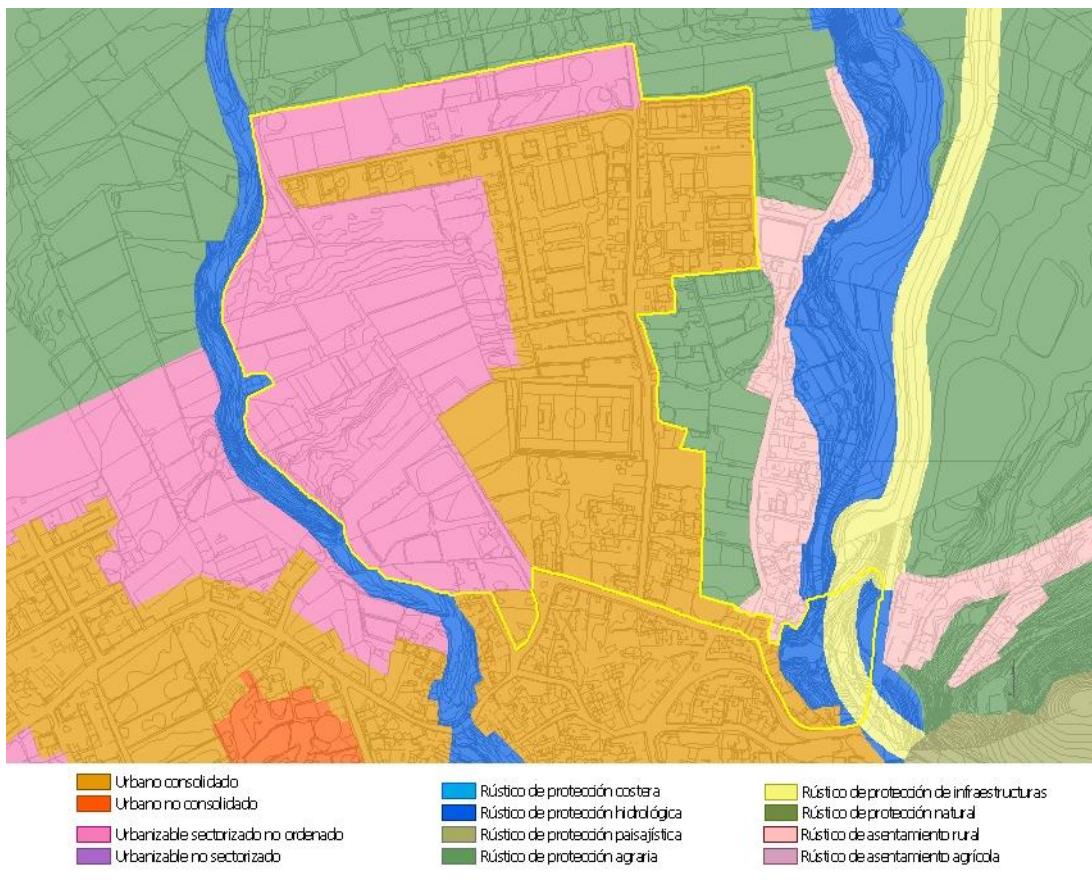 Urbano consolidado
Urbano no consolidado
Urbanizable sectorizado no ordenado
Urbanizable no sectorizado
Rústico de protección costera
Rústico de protección hidrológica
Rústico de protección paisajística
Rústico de protección agraria
Rústico de protección de infraestructuras
Rústico de protección natural
Rústico de asentamiento rural
Rústico de asentamiento agrícola